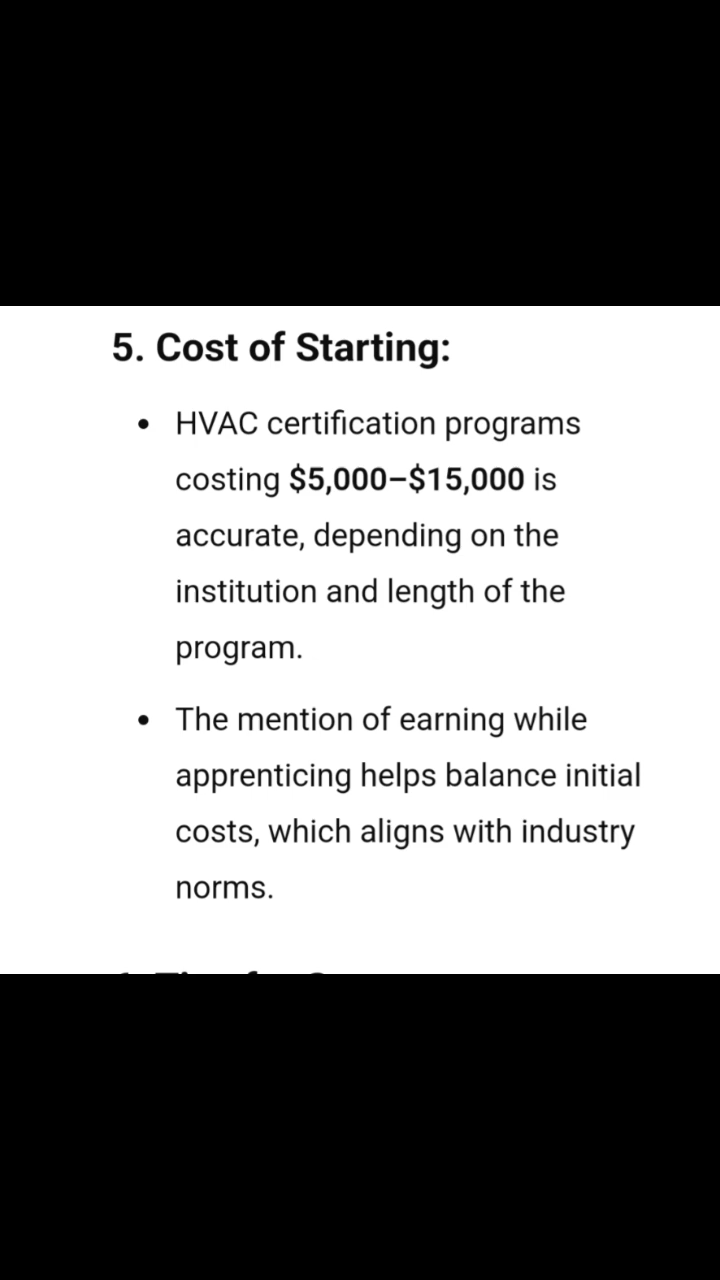 5. Cost of Starting:
• HVAC certification programs
costing $5,000–$15,000 is
accurate, depending on the
institution and length of the
program.
• The mention of earning while
apprenticing helps balance initial
costs, which aligns with industry
norms.